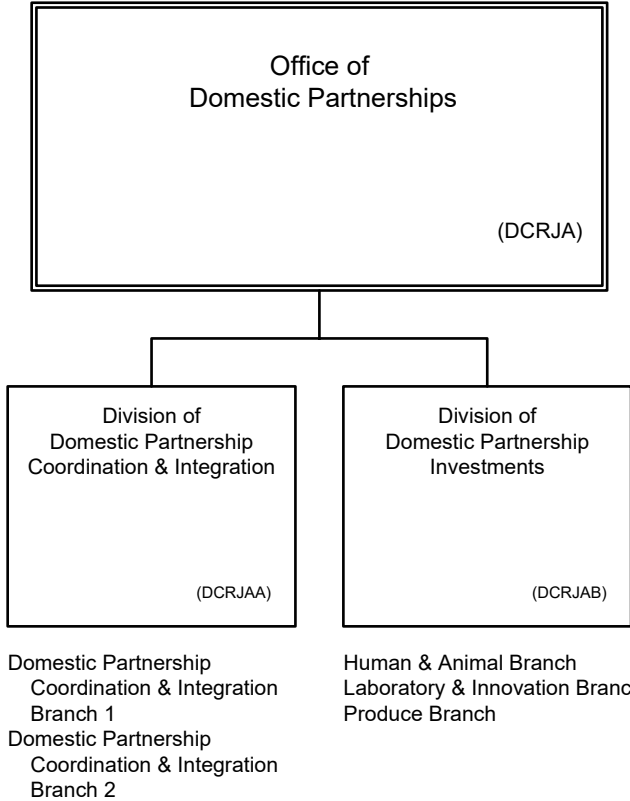 Office of
Domestic Partnerships
(DCRJA)
Division of
Domestic Partnership
Coordination & Integration
(DCRJAA)
Division of
Domestic Partnership
Investments
(DCRJAB)
Domestic Partnership
Coordination & Integration
Branch 1
Domestic Partnership
Coordination & Integration
Branch 2
Human & Animal Branch
Laboratory & Innovation Branc
Produce Branch